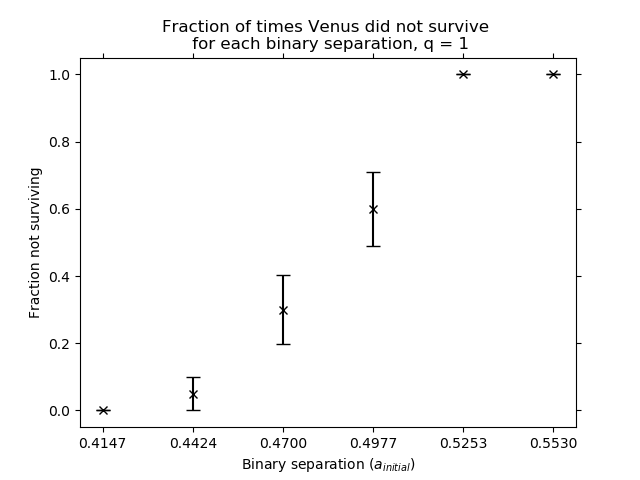 Fraction of times Venus did not survive
for each binary separation, q = 1
1.0
0.8
0.6
0.4
0.2
0.0
Fraction not surviving
0.4147 0.4424 0.4700 0.4977 0.5253 0.5530
Binary separation (a_initial)